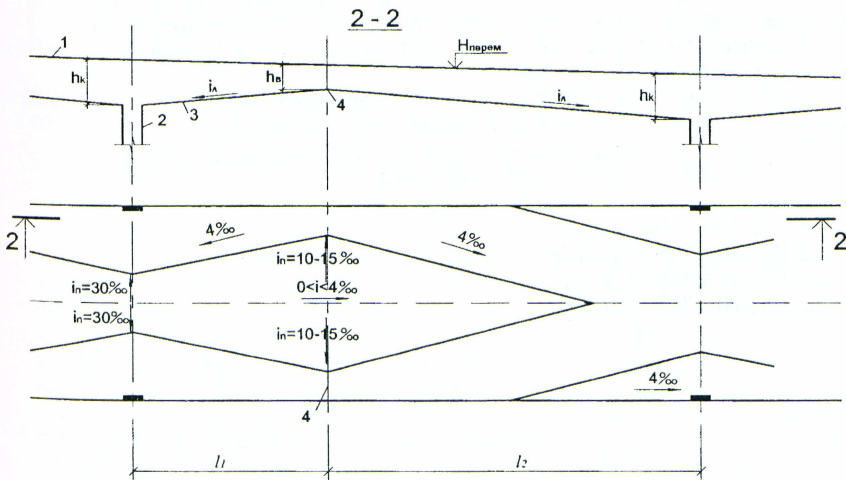 2 - 2
1
Нпарем
hк
hв
hк
iл
iл
4
2
3
2
2
4‰
4‰
iп=10-15‰
iп=30‰
0<i<4‰
iп=30‰
iп=10-15‰
4‰
4
l1
l2